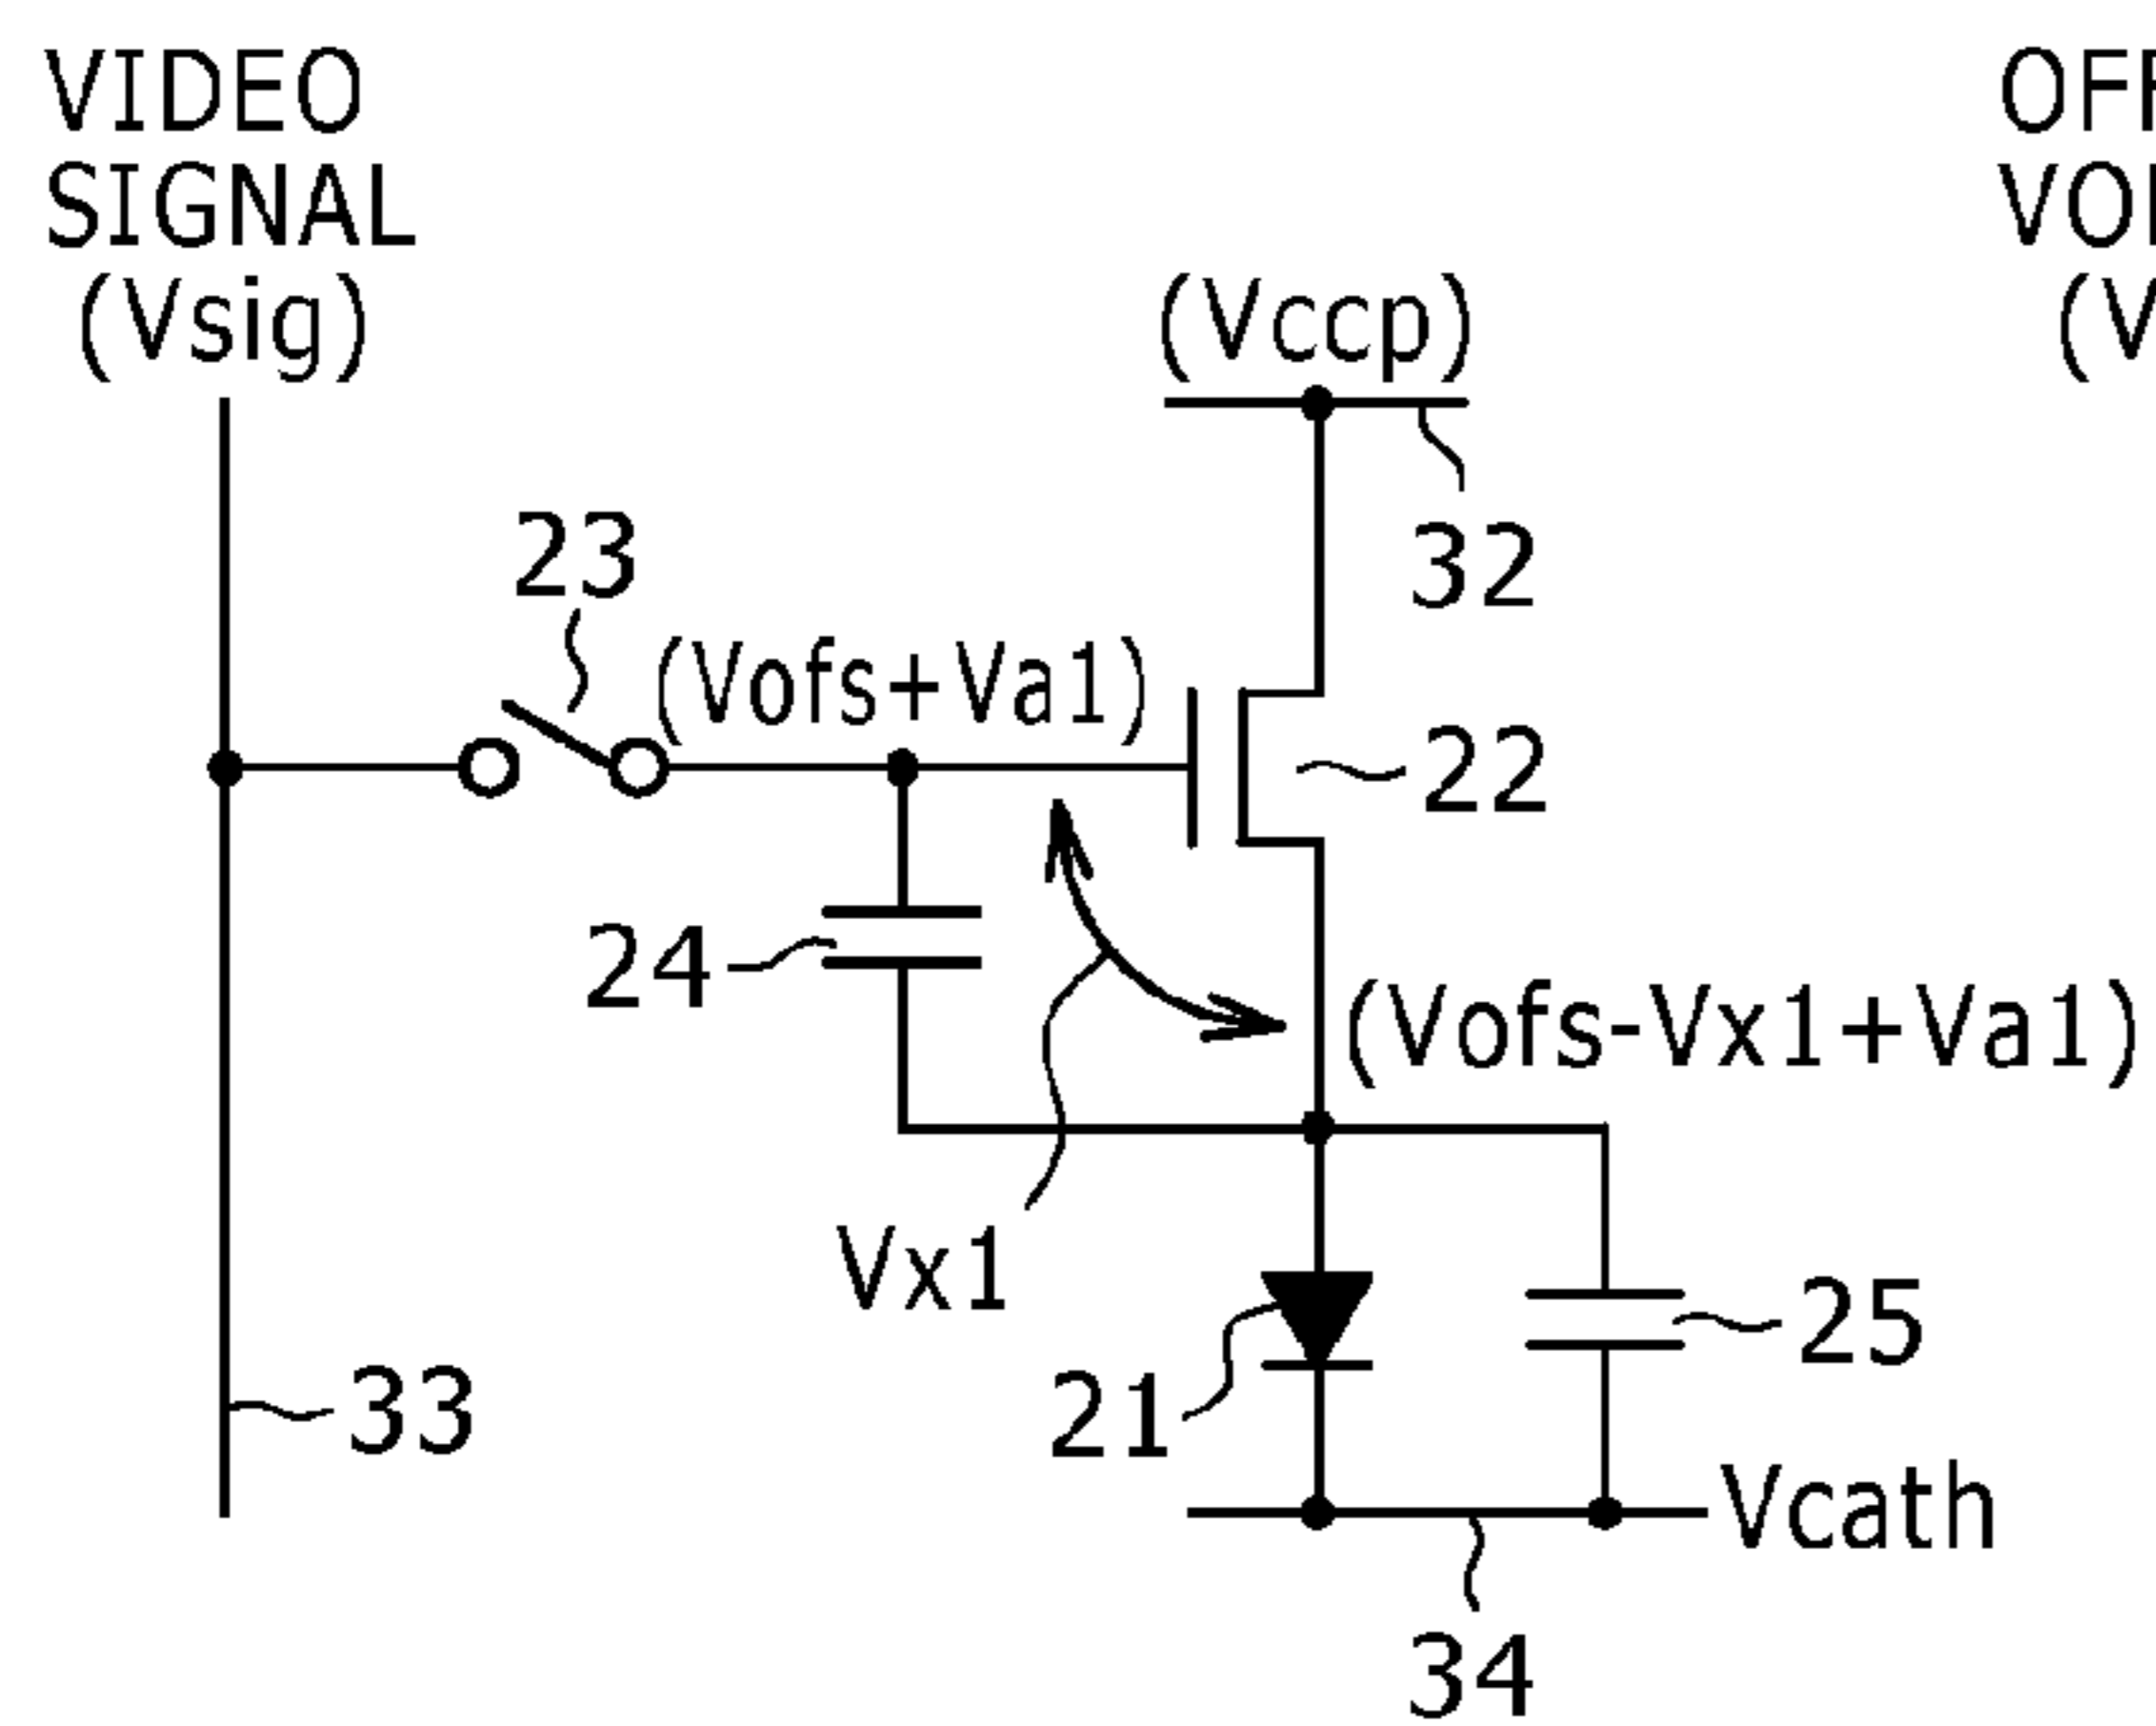 VIDEO
SIGNAL
(Vsig)
(Vccp)
32
23
(Vofs+Va1)
22
24
(Vofs-Vx1+Va1)
Vx1
25
21
33
Vcath
34